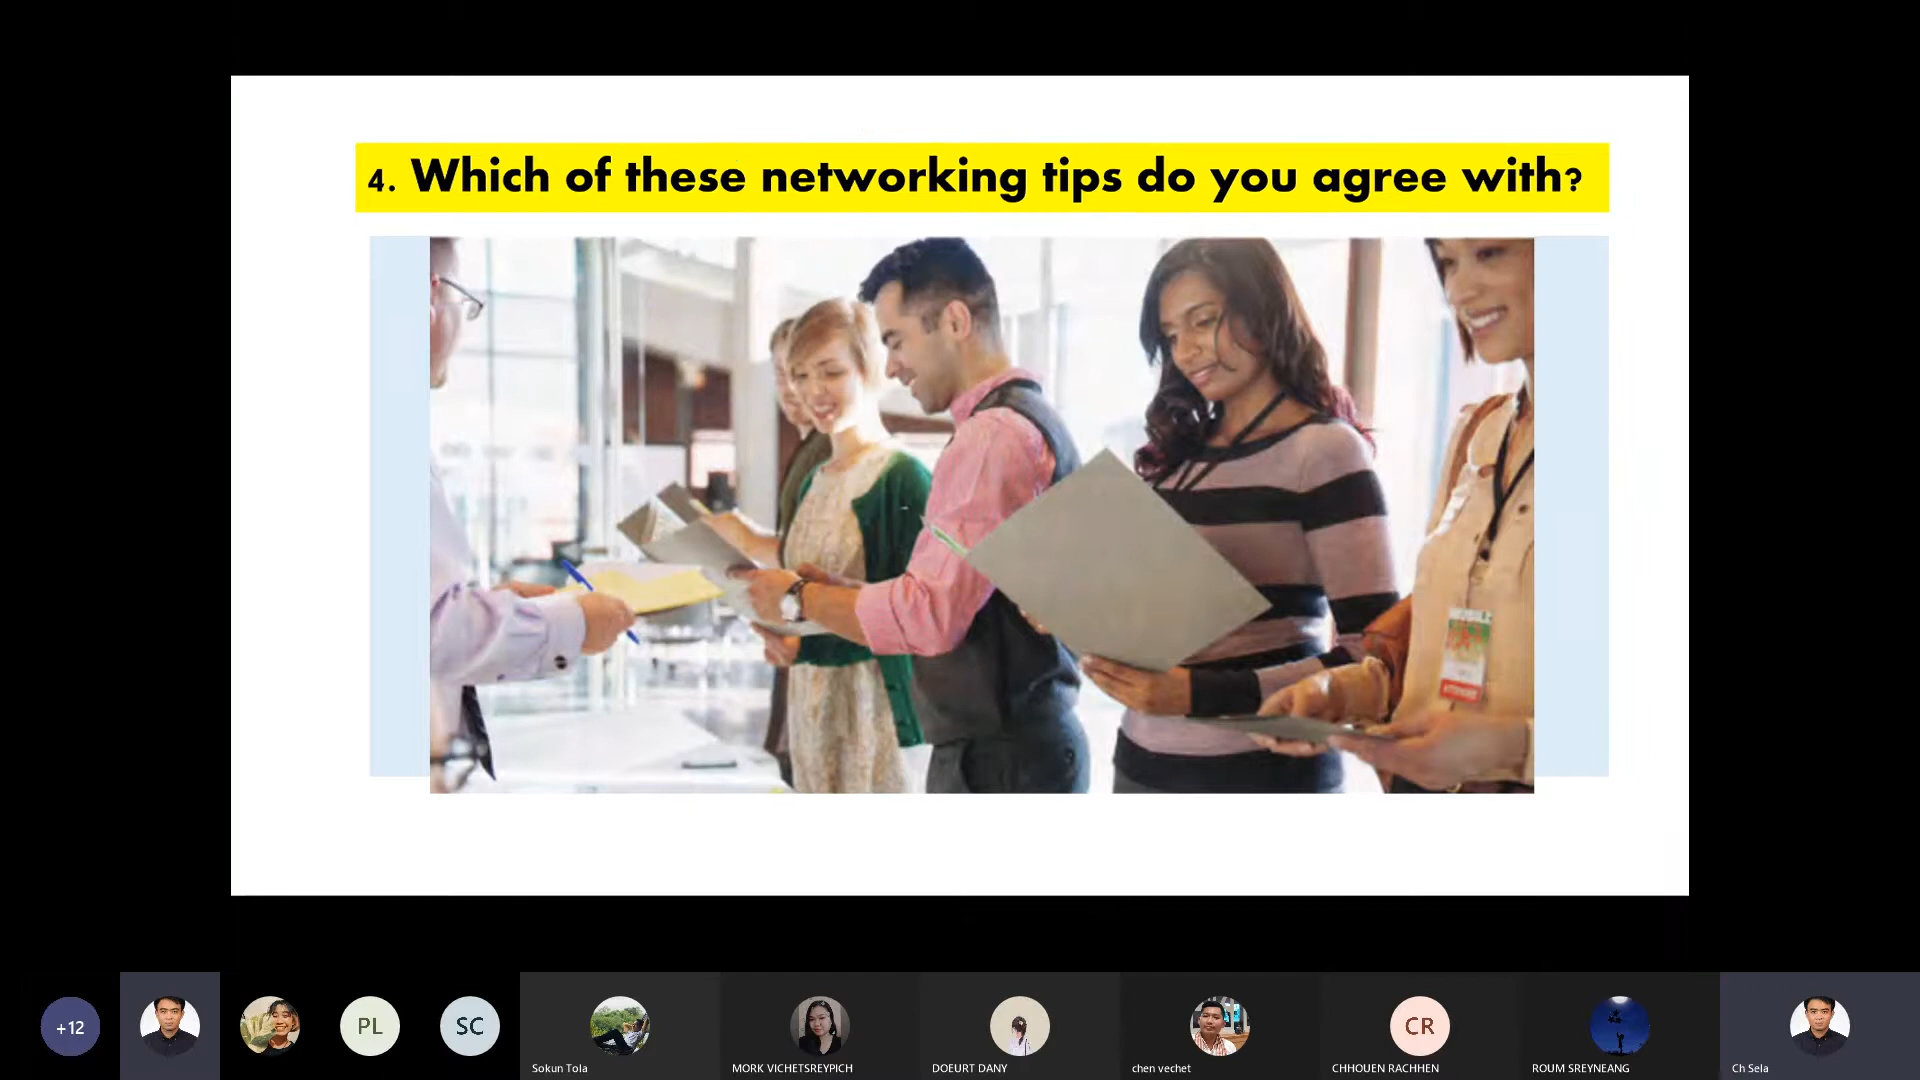 4. Which of these networking tips do you agree with?
+12
PL
SC
CR
Sokun Tola
MORK VICHETSREYPICH
DOEURT DANY
chen vechet
CHHOUEN RACHHEN
ROUM SREYNEANG
Ch Sela